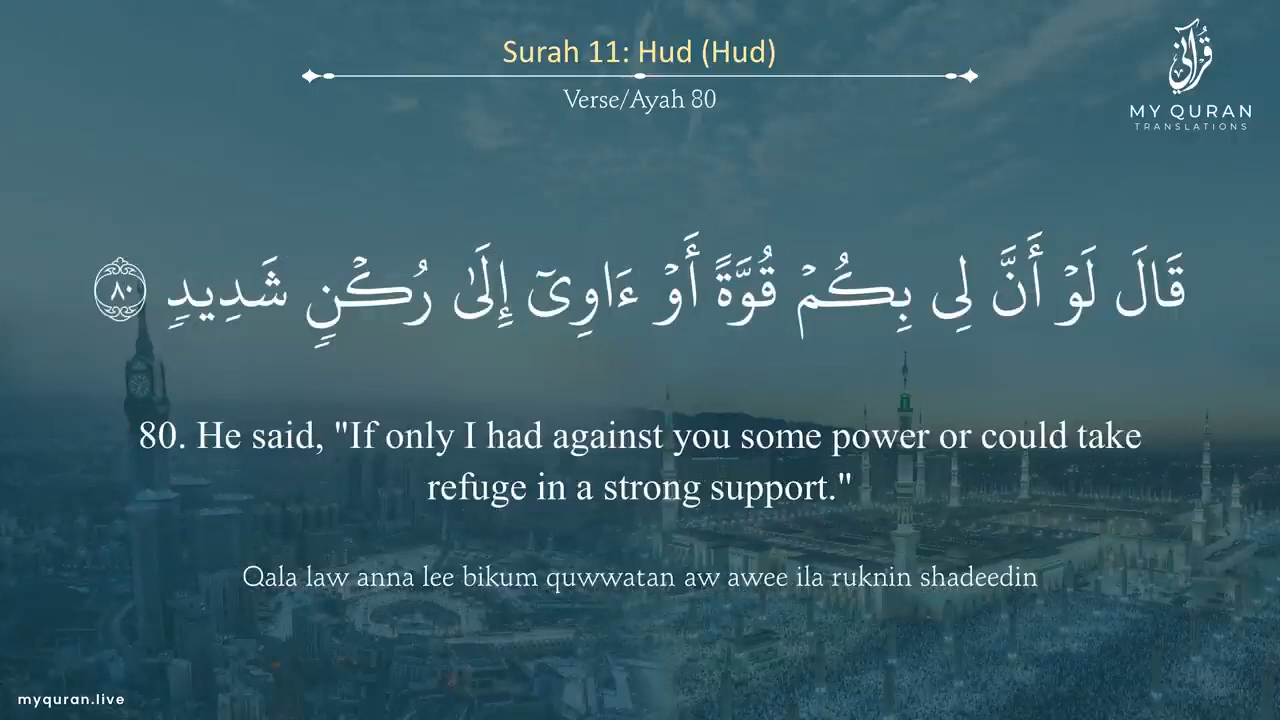 Surah 11: Hud (Hud)
Verse/Ayah 80
قرآني
MY QURAN
TRANSLATIONS
قَالَ لَوْ أَنَّ لِى بِكُمْ قُوَّةً أَوْ ءَاوِىٓ إِلَىٰ رُكْنٍ شَدِيدٍ ٨٠
80. He said, "If only I had against you some power or could take
refuge in a strong support."
Qala law anna lee bikum quwwatan aw awee ila ruknin shadeedin
myquran.live